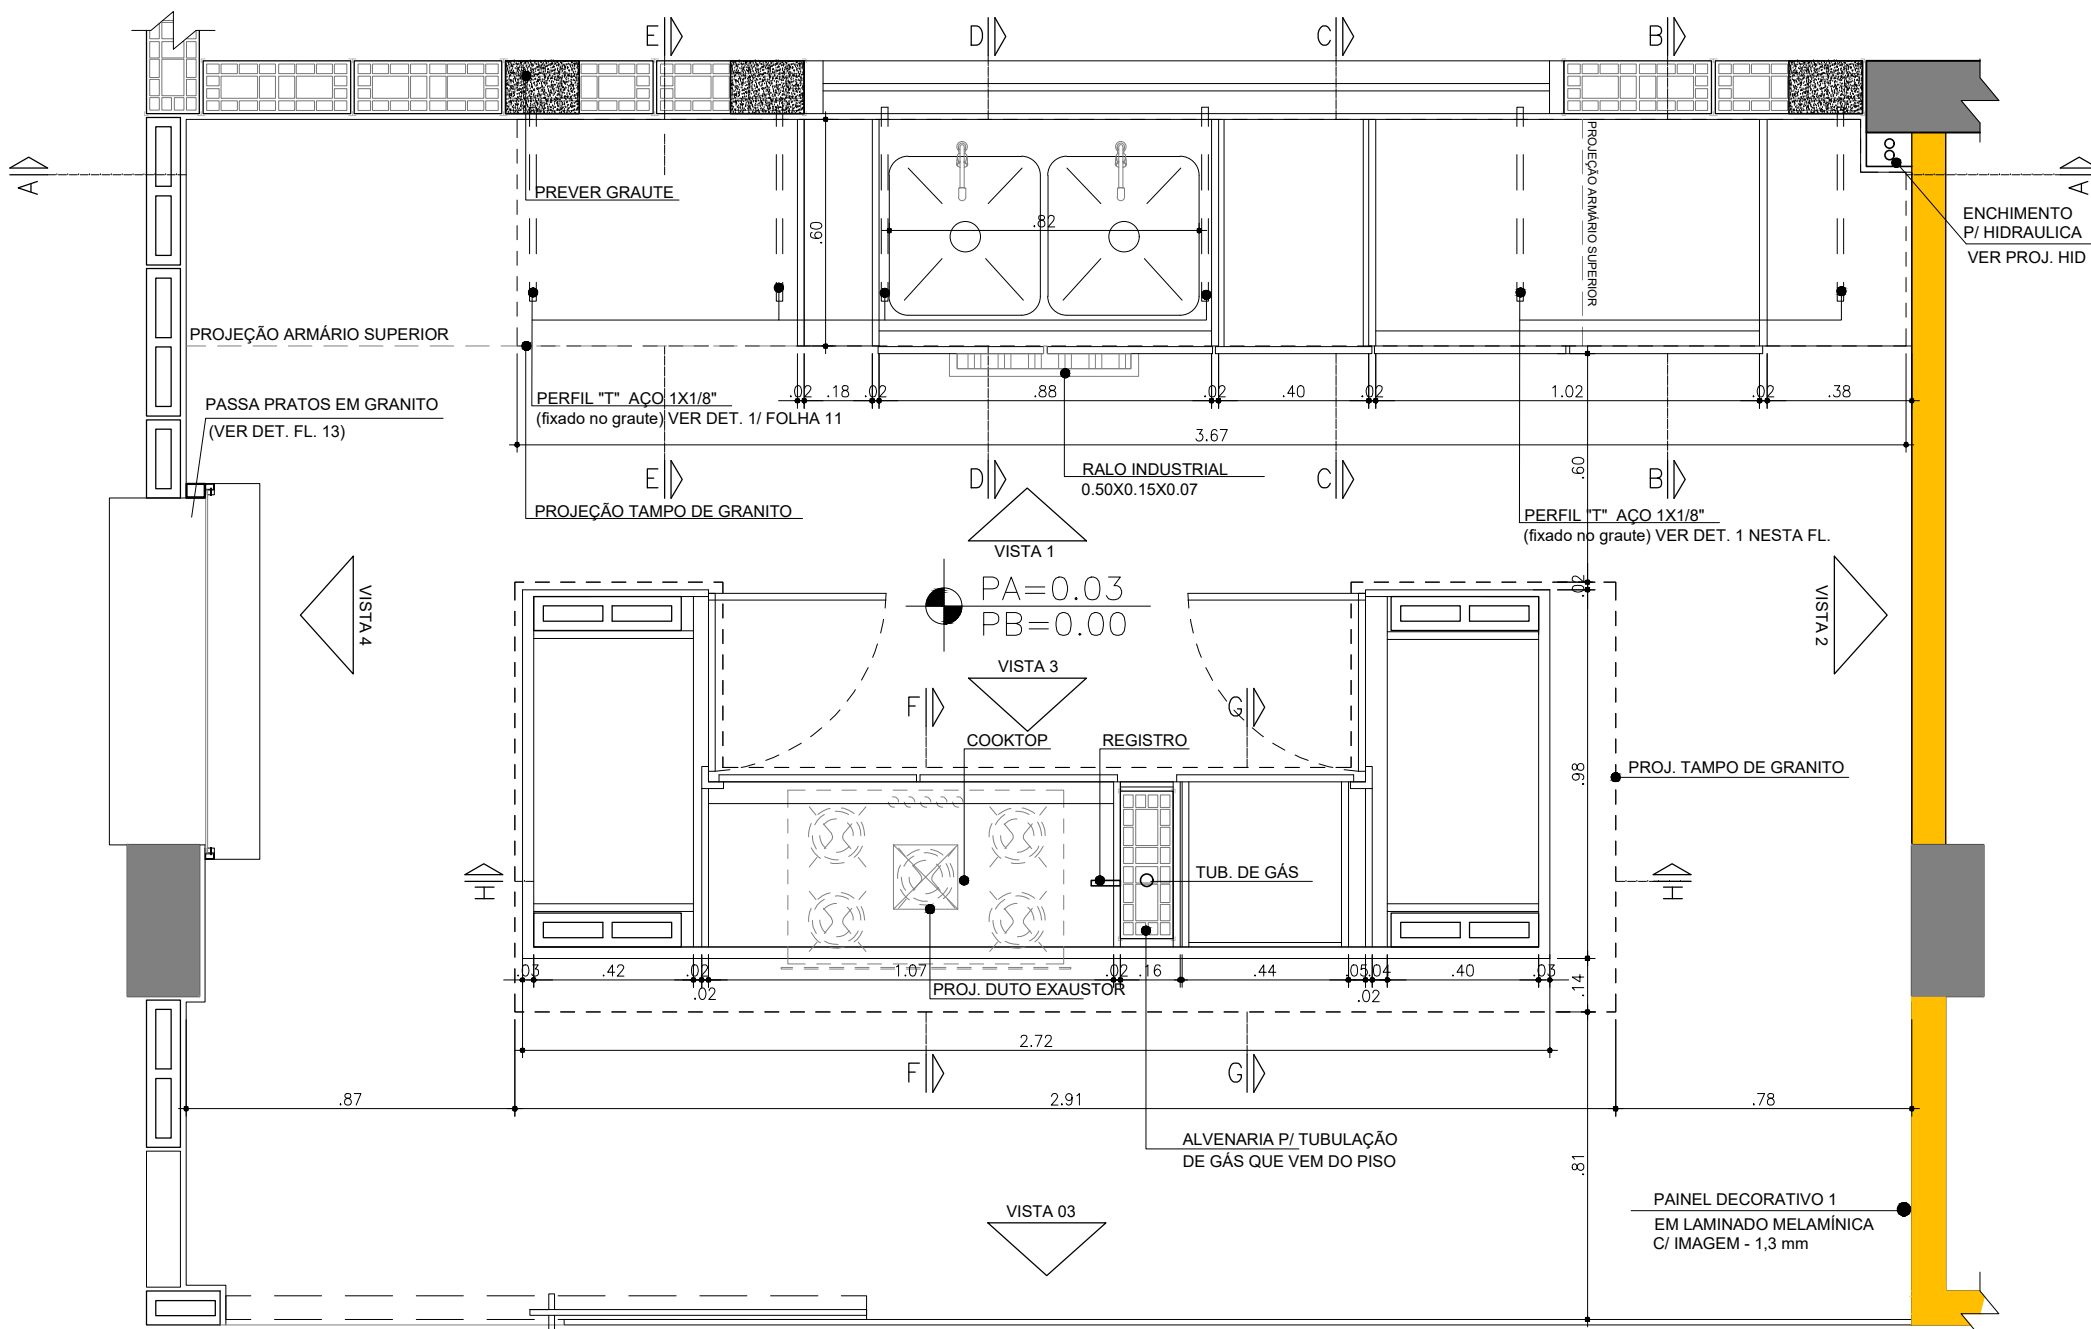 E
D
C
B
A
A
PREVER GRAUTE
.82
.60
PROJEÇÃO ARMÁRIO SUPERIOR
ENCHIMENTO
P/ HIDRAULICA
VER PROJ. HID
PROJEÇÃO ARMÁRIO SUPERIOR
PASSA PRATOS EM GRANITO
(VER DET. FL. 13)
PERFIL "T" AÇO 1X1/8"
(fixado no graute) VER DET. 1/ FOLHA 11
.02
.18
.02
.88
.02
.40
.02
1.02
.02
.38
3.67
E
D
C
B
RALO INDUSTRIAL
0.50X0.15X0.07
.60
PROJEÇÃO TAMPO DE GRANITO
PERFIL "T" AÇO 1X1/8"
(fixado no graute) VER DET. 1 NESTA FL.
VISTA 1
PA=0.03
PB=0.00
.02
VISTA 4
VISTA 2
VISTA 3
F
G
COOKTOP
REGISTRO
PROJ. TAMPO DE GRANITO
.98
TUB. DE GÁS
H
H
.03
.42
.02
.02
1.07
.02
.16
.44
.05
.04
.02
.40
.03
.14
PROJ. DUTO EXAUSTOR
2.72
F
G
.87
2.91
.78
ALVENARIA P/ TUBULAÇÃO
DE GÁS QUE VEM DO PISO
.81
PAINEL DECORATIVO 1
EM LAMINADO MELAMÍNICA
C/ IMAGEM - 1,3 mm
VISTA 03